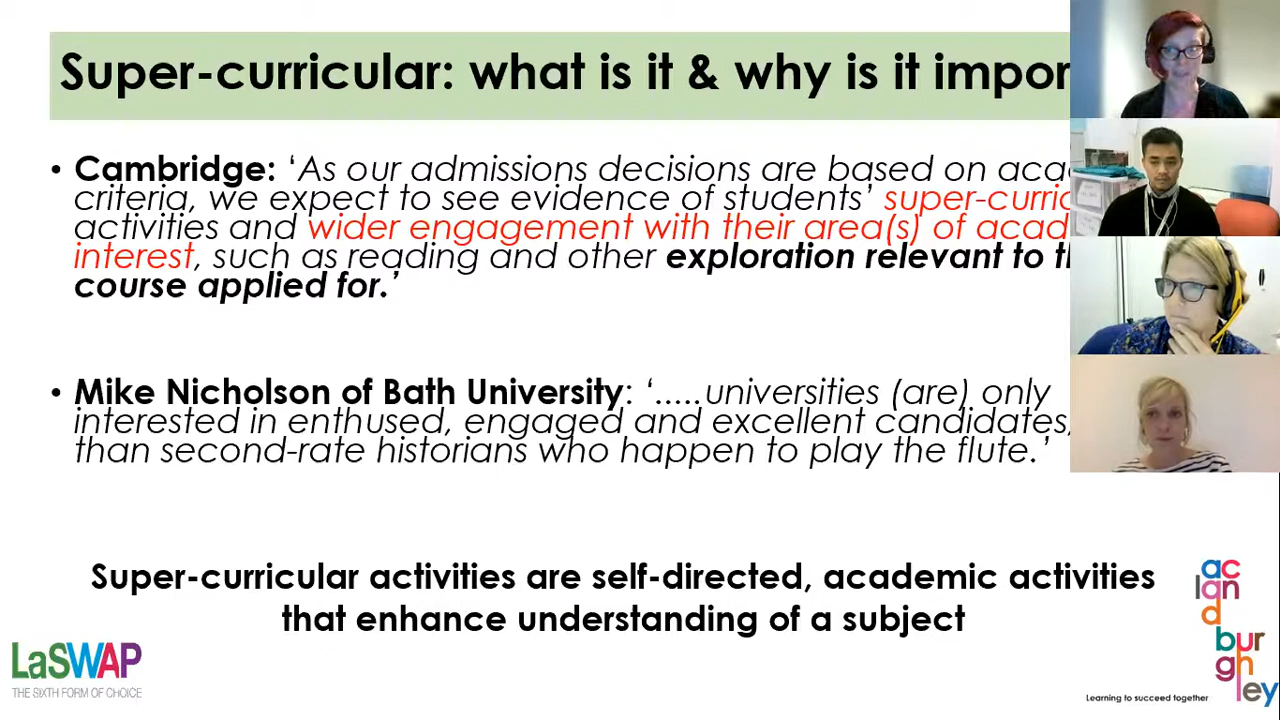 Super-curricular: what is it & why is it impor
• Cambridge: ‘As our admissions decisions are based on aca
criteria, we expect to see evidence of students’ super-curric
activities and wider engagement with their area(s) of acad
interest, such as reading and other exploration relevant to th
course applied for.’
• Mike Nicholson of Bath University: ‘.....universities (are) only
interested in enthused, engaged and excellent candidates,
than second-rate historians who happen to play the flute.’
Super-curricular activities are self-directed, academic activities
that enhance understanding of a subject
LaSWAP
THE SIXTH FORM OF CHOICE
ac
lan
d
bur
gh
ley
Learning to succeed together